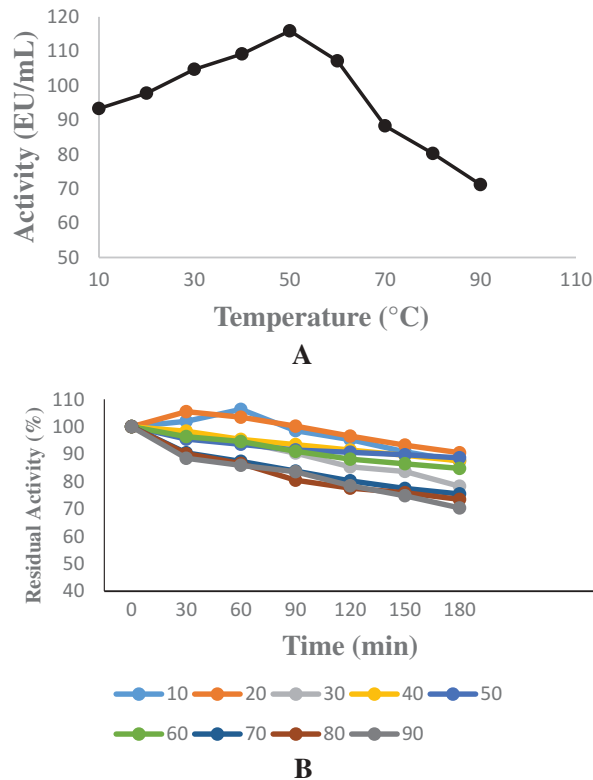 120
110
100
90
80
70
60
50
Activity (EU/mL)
10 30 50 70 90 110
Temperature (°C)
A
110
100
90
80
70
60
50
40
Residual Activity (%)
0 30 60 90 120 150 180
Time (min)
10 20 30 40 50
60 70 80 90
B